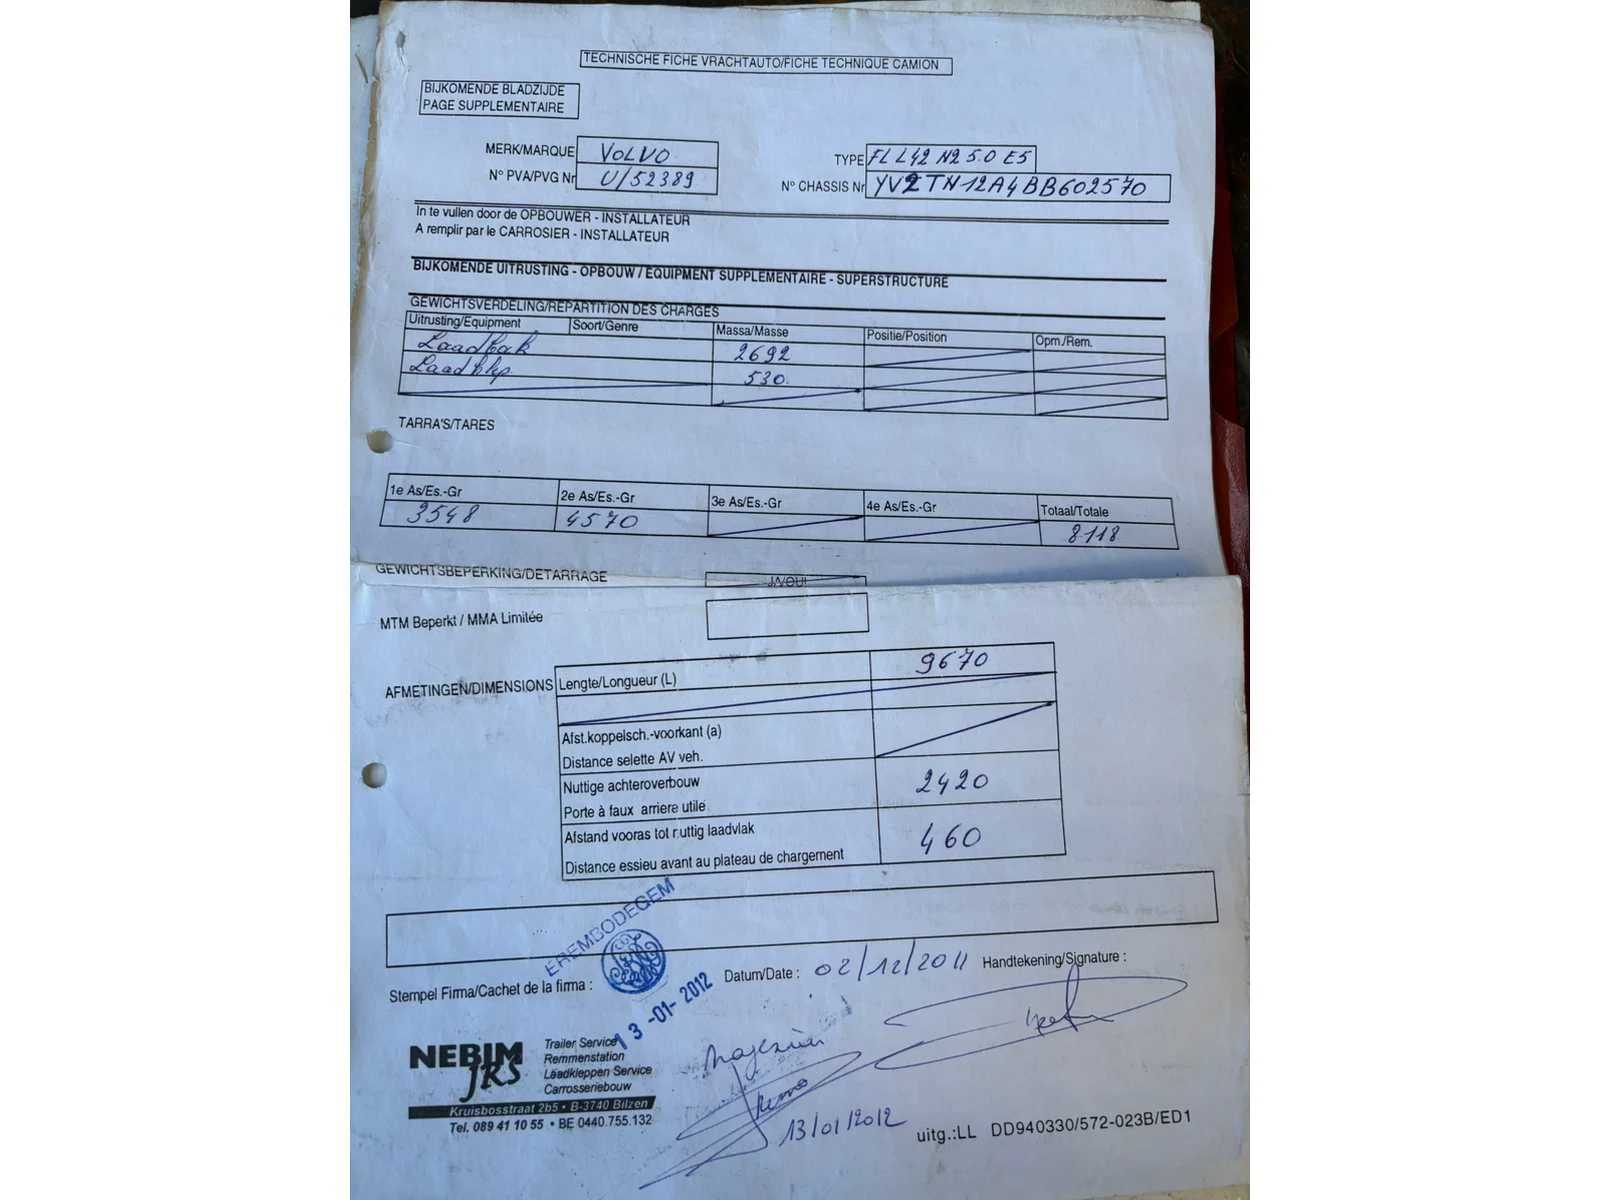 TECHNISCHE FICHE VRACHTAUTO/FICHE TECHNIQUE CAMION
BIJKOMENDE BLADZIJDE
PAGE SUPPLEMENTAIRE
MERK/MARQUE VOLVO TYPE FL L42 N2 5.0 E5
N° PVA/PVG Nr U/52389 N° CHASSIS Nr YV2TH12A4BB602570
In te vullen door de OPBOUWER - INSTALLATEUR
A remplir par le CARROSIER - INSTALLATEUR
BIJKOMENDE UITRUSTING - OPBOUW / EQUIPMENT SUPPLEMENTAIRE - SUPERSTRUCTURE
GEWICHTSVERDELING/REPARTITION DES CHARGES
Uitrusting/Equipment Soort/Genre Massa/Masse Positie/Position Opm./Rem.
Laadbak 2692
Laadklep 530
TARRA'S/TARES
1e As/Es.-Gr 2e As/Es.-Gr 3e As/Es.-Gr 4e As/Es.-Gr Totaal/Totale
3548 4570 8118
GEWICHTSBEPERKING/DETARRAGE JA/OUI
MTM Beperkt / MMA Limitée
AFMETINGEN/DIMENSIONS Lengte/Longueur (L) 9670
Afst.koppelsch.-voorkant (a)
Distance selette AV veh.
Nuttige achteroverbouw 2420
Porte à faux arriere utile
Afstand vooras tot nuttig laadvlak 460
Distance essieu avant au plateau de chargement
EREMBODEGEM
Stempel Firma/Cachet de la firma : Datum/Date : 02/12/2011 Handtekening/Signature :
13-01-2012
NEBIM JKS
Trailer Service
Remmenstation
Laadkleppen Service
Carrosseriebouw
Kruisbosstraat 2b5 • B-3740 Bilzen
Tel. 089 41 10 55 • BE 0440.755.132
13/01/2012
uitg.:LL DD940330/572-023B/ED1